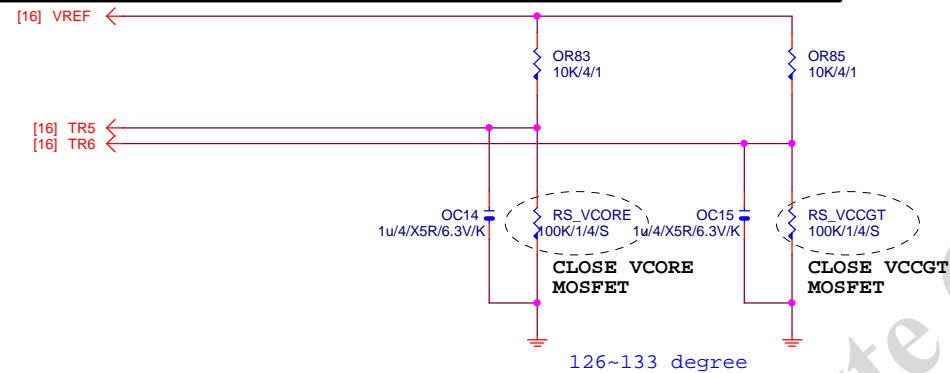 [16] VREF
OR83
10K/4/1
OR85
10K/4/1
[16] TR5
[16] TR6
OC14
1u/4/X5R/6.3V/K
RS_VCORE
100K/1/4/S
OC15
1u/4/X5R/6.3V/K
RS_VCCGT
100K/1/4/S
CLOSE VCORE
MOSFET
CLOSE VCCGT
MOSFET
126~133 degree